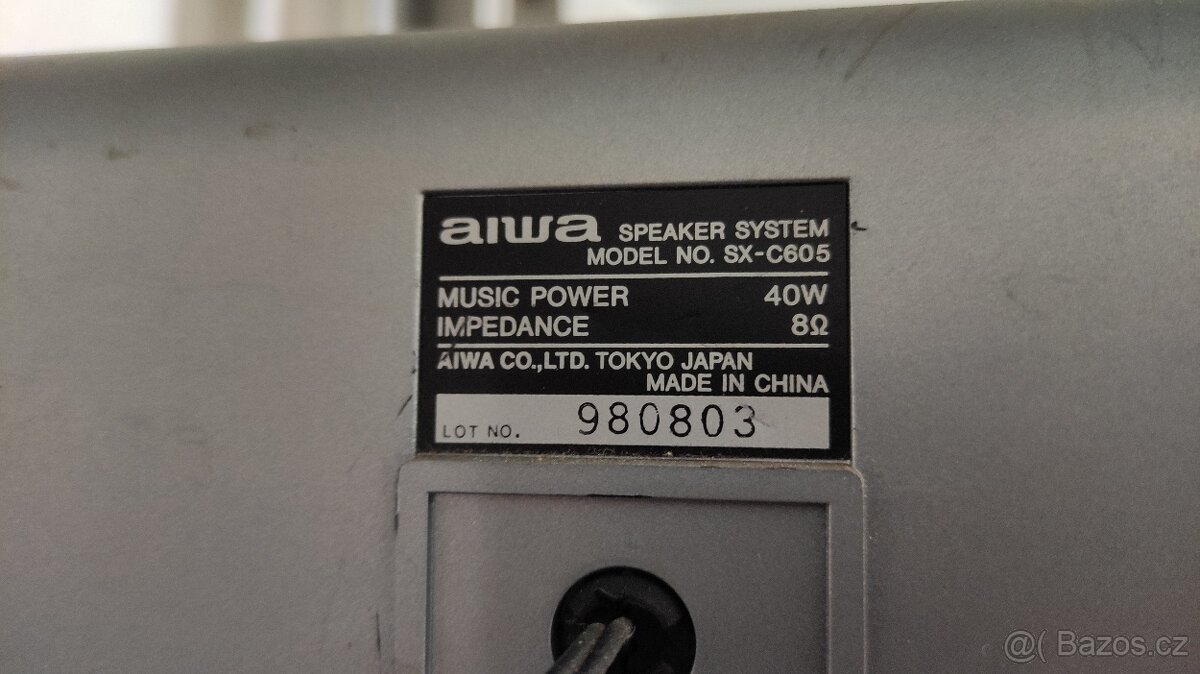 aiwa SPEAKER SYSTEM
MODEL NO. SX-C605
MUSIC POWER 40W
IMPEDANCE 8Ω
AIWA CO.,LTD. TOKYO JAPAN
MADE IN CHINA
LOT NO. 980803
@( Bazos.cz